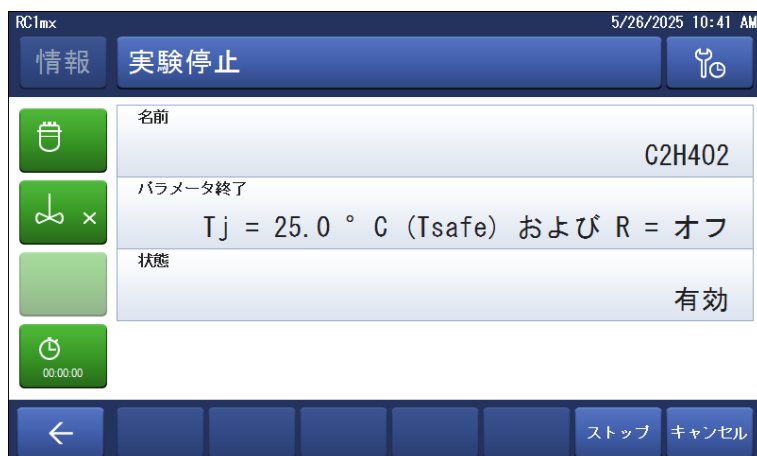 RC1mx 5/26/2025 10:41 AM
情報 実験停止
名前
C2H4O2
パラメータ終了
Tj = 25.0 ° C (Tsafe) および R = オフ
×
状態
有効
00:00:00
ストップ キャンセル